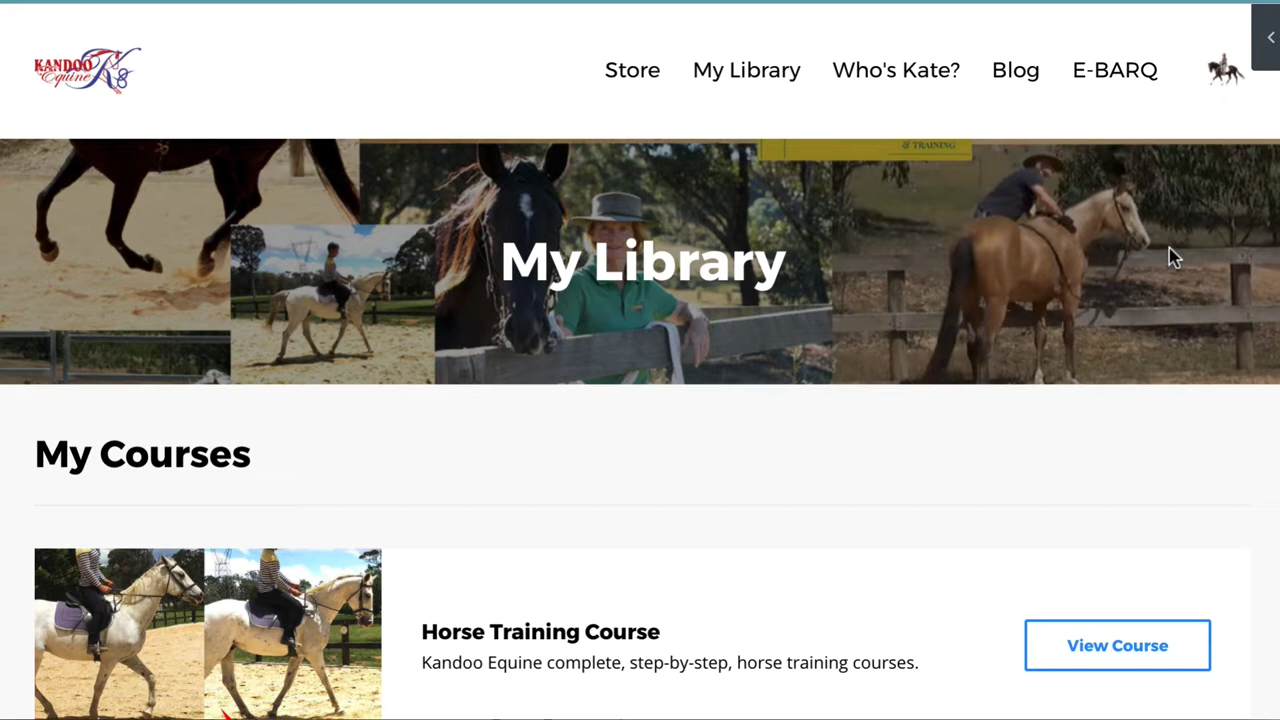 KANDOO
Equine
K8
Store
My Library
Who's Kate?
Blog
E-BARQ
& TRAINING
My Library
My Courses
Horse Training Course
Kandoo Equine complete, step-by-step, horse training courses.
View Course